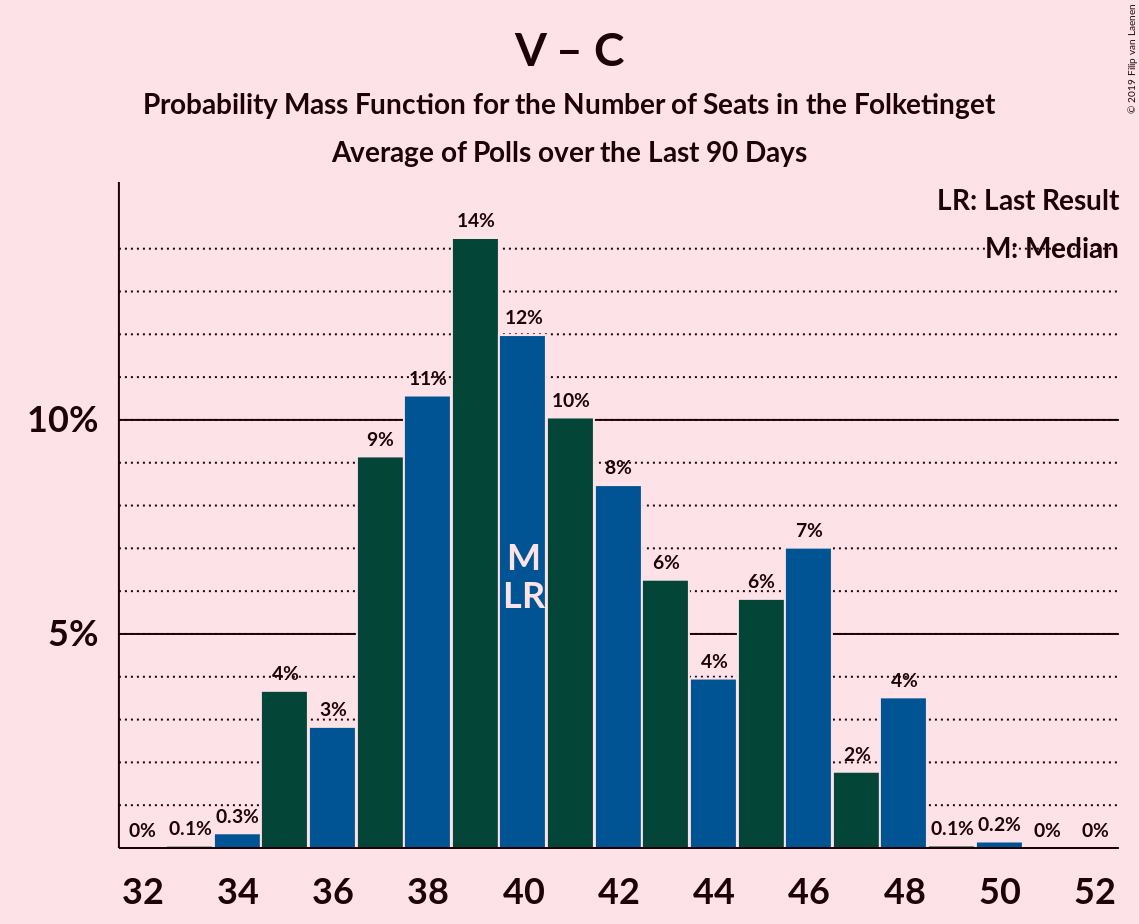 V – C
Probability Mass Function for the Number of Seats in the Folketinget
Average of Polls over the Last 90 Days
© 2019 Filip van Laenen
LR: Last Result
M: Median
14%
12%
11%
10%
10%
9%
8%
7%
6%
6%
M
LR
5%
4%
4%
4%
3%
2%
0%
0.1%
0.3%
0.1%
0.2%
0%
0%
32 34 36 38 40 42 44 46 48 50 52